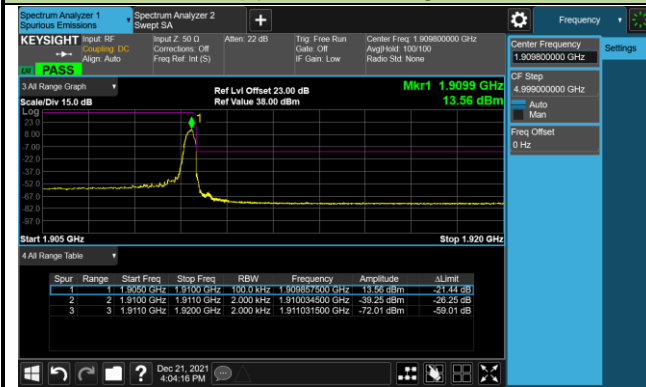 Spectrum Analyzer 1
Spurious Emissions
Spectrum Analyzer 2
Swept SA
+
Frequency
KEYSIGHT
Input: RF
Coupling: DC
Align: Auto
Input Z: 50 Ω
Corrections: Off
Freq Ref: Int (S)
Atten: 22 dB
Trig: Free Run
Gate: Off
IF Gain: Low
Center Freq: 1.909800000 GHz
Avg|Hold: 100/100
Radio Std: None
PASS
Center Frequency
1.909800000 GHz
Settings
CF Step
4.999000000 GHz
Auto
Man
Freq Offset
0 Hz
3 All Range Graph
Scale/Div 15.0 dB
Ref Lvl Offset 23.00 dB
Ref Value 38.00 dBm
Mkr1 1.9099 GHz
13.56 dBm
Log
23.0
8.00
-7.00
-22.0
-37.0
-52.0
-67.0
-82.0
-97.0
1
Start 1.905 GHz
Stop 1.920 GHz
4 All Range Table
Spur Range Start Freq Stop Freq RBW Frequency Amplitude ΔLimit
1 1 1.9050 GHz 1.9100 GHz 100.0 kHz 1.909857500 GHz 13.56 dBm -21.44 dB
2 2 1.9100 GHz 1.9110 GHz 2.000 kHz 1.910034500 GHz -39.25 dBm -26.25 dB
3 3 1.9110 GHz 1.9200 GHz 2.000 kHz 1.911031500 GHz -72.01 dBm -59.01 dB
?
Dec 21, 2021
4:04:16 PM